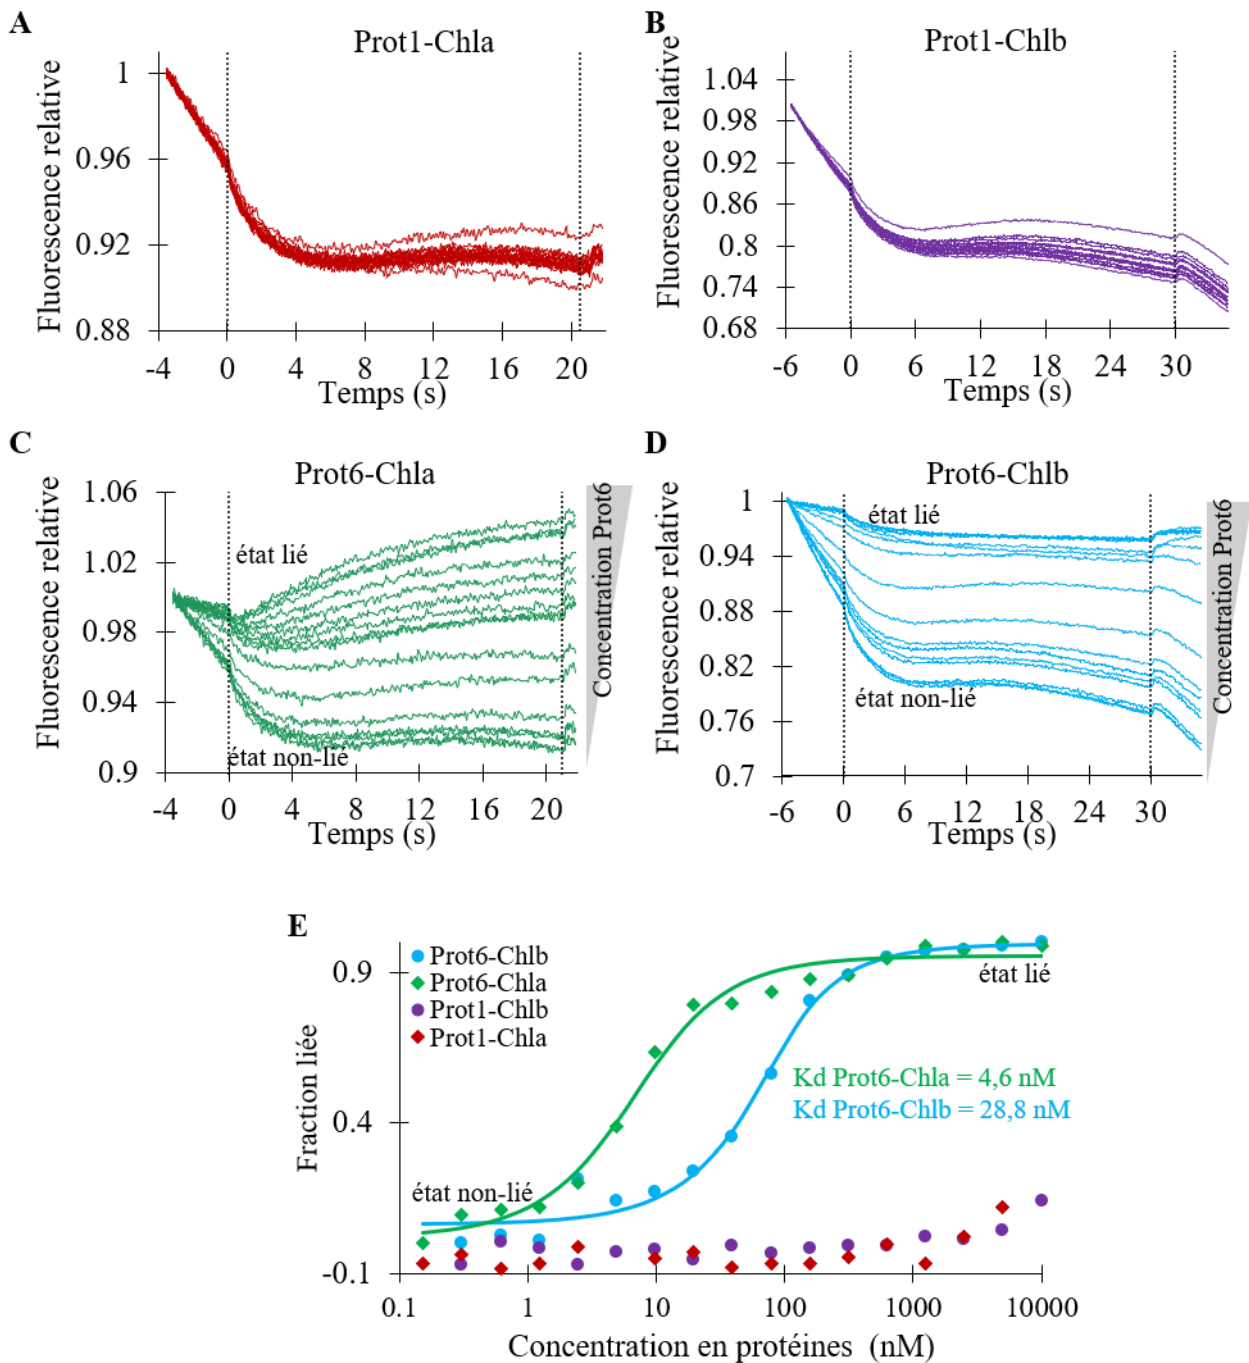 A
Prot1-Chla
Fluorescence relative
1
0.96
0.92
0.88
-4 0 4 8 12 16 20
Temps (s)
B
Prot1-Chlb
Fluorescence relative
1.04
0.98
0.92
0.86
0.8
0.74
0.68
-6 0 6 12 18 24 30
Temps (s)
C
Prot6-Chla
Fluorescence relative
1.06
1.02
0.98
0.94
0.9
état lié
état non-lié
-4 0 4 8 12 16 20
Temps (s)
Concentration Prot6
D
Prot6-Chlb
Fluorescence relative
1
0.94
0.88
0.82
0.76
0.7
état lié
état non-lié
-6 0 6 12 18 24 30
Temps (s)
Concentration Prot6
E
Prot6-Chlb
Prot6-Chla
Prot1-Chlb
Prot1-Chla
Fraction liée
0.9
0.4
-0.1
état lié
Kd Prot6-Chla = 4,6 nM
Kd Prot6-Chlb = 28,8 nM
état non-lié
0.1 1 10 100 1000 10000
Concentration en protéines (nM)